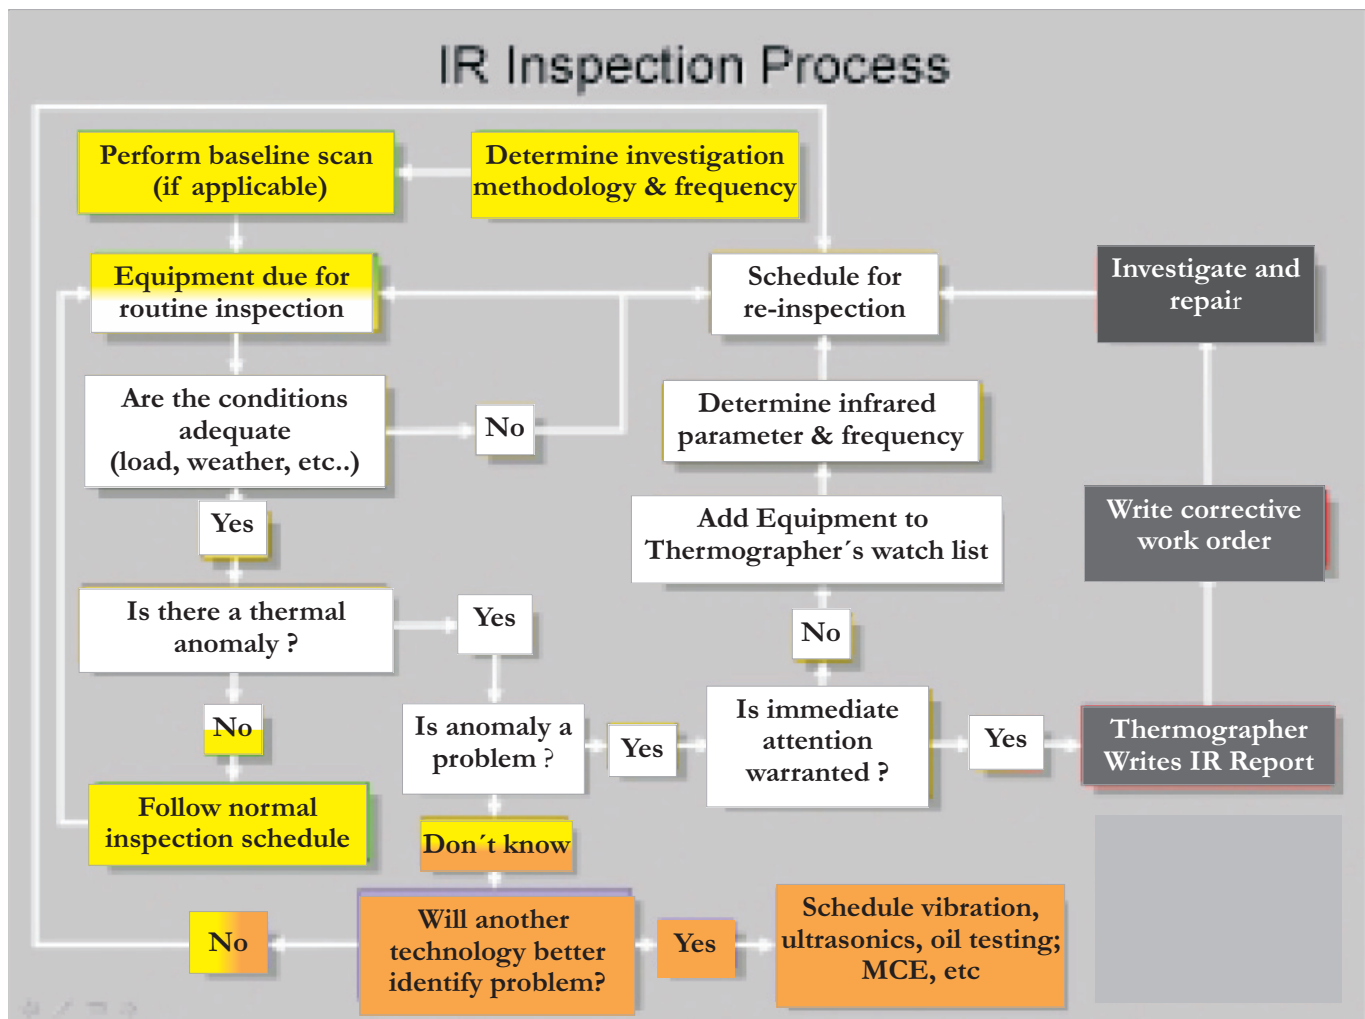 IR Inspection Process
Perform baseline scan
(if applicable)
Determine investigation
methodology & frequency
Equipment due for
routine inspection
Schedule for
re-inspection
Investigate and
repair
Are the conditions
adequate
(load, weather, etc..)
No
Determine infrared
parameter & frequency
Yes
Add Equipment to
Thermographer´s watch list
Write corrective
work order
Is there a thermal
anomaly ?
Yes
No
No
Is anomaly a
problem ?
Yes
Is immediate
attention
warranted ?
Yes
Thermographer
Writes IR Report
Follow normal
inspection schedule
Don´t know
No
Will another
technology better
identify problem?
Yes
Schedule vibration,
ultrasonics, oil testing;
MCE, etc